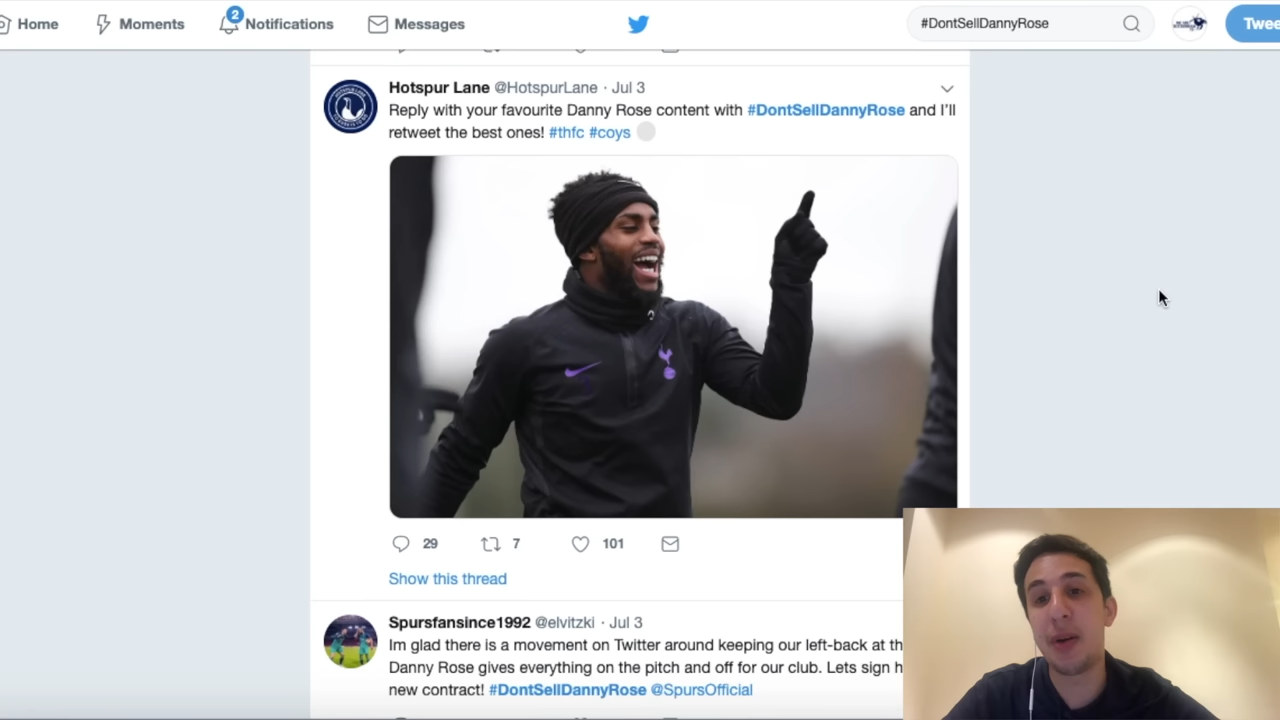 Home
Moments
2
Notifications
Messages
#DontSellDannyRose
Twee
Hotspur Lane @HotspurLane · Jul 3
Reply with your favourite Danny Rose content with #DontSellDannyRose and I'll
retweet the best ones! #thfc #coys
29
7
101
Show this thread
Spursfansince1992 @elvitzki · Jul 3
Im glad there is a movement on Twitter around keeping our left-back at th
Danny Rose gives everything on the pitch and off for our club. Lets sign h
new contract! #DontSellDannyRose @SpursOfficial